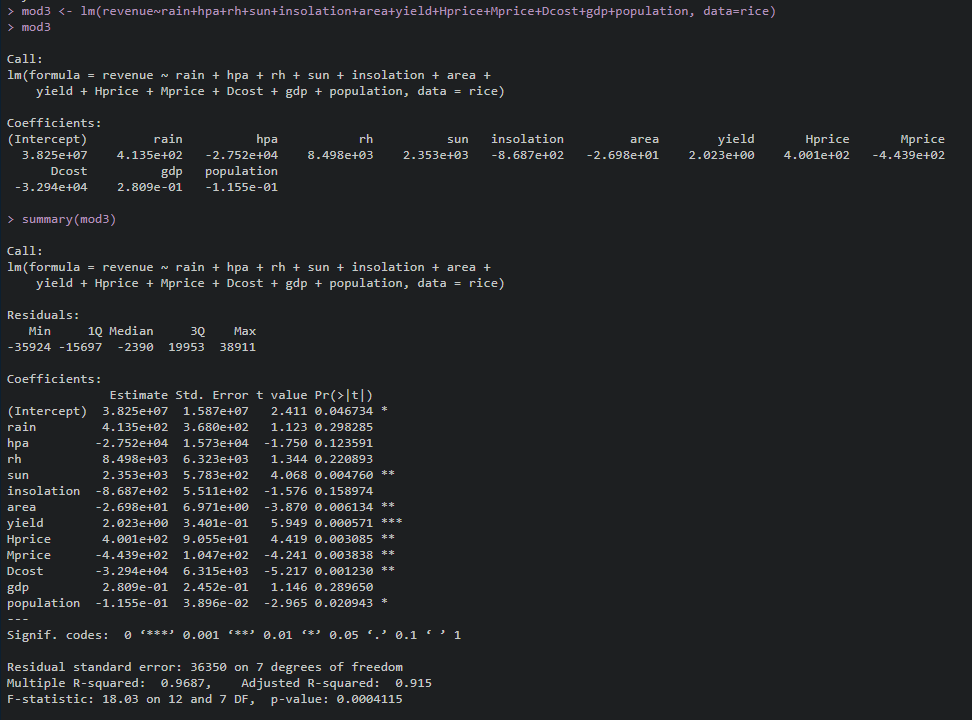 > mod3 <- lm(revenue~rain+hpa+rh+sun+insolation+area+yield+Hprice+Mprice+Dcost+gdp+population, data=rice)
> mod3
Call:
lm(formula = revenue ~ rain + hpa + rh + sun + insolation + area +
    yield + Hprice + Mprice + Dcost + gdp + population, data = rice)
Coefficients:
(Intercept)         rain          hpa           rh          sun   insolation         area        yield       Hprice       Mprice
  3.825e+07    4.135e+02   -2.752e+04    8.498e+03    2.353e+03   -8.687e+02   -2.698e+01    2.023e+00    4.001e+02   -4.439e+02
      Dcost          gdp   population
 -3.294e+04    2.809e-01   -1.155e-01
> summary(mod3)
Call:
lm(formula = revenue ~ rain + hpa + rh + sun + insolation + area +
    yield + Hprice + Mprice + Dcost + gdp + population, data = rice)
Residuals:
   Min     1Q Median     3Q    Max
-35924 -15697  -2390  19953  38911
Coefficients:
              Estimate Std. Error t value Pr(>|t|)
(Intercept)  3.825e+07  1.587e+07   2.411 0.046734 *
rain         4.135e+02  3.680e+02   1.123 0.298285
hpa         -2.752e+04  1.573e+04  -1.750 0.123591
rh           8.498e+03  6.323e+03   1.344 0.220893
sun          2.353e+03  5.783e+02   4.068 0.004760 **
insolation  -8.687e+02  5.511e+02  -1.576 0.158974
area        -2.698e+01  6.971e+00  -3.870 0.006134 **
yield        2.023e+00  3.401e-01   5.949 0.000571 ***
Hprice       4.001e+02  9.055e+01   4.419 0.003085 **
Mprice      -4.439e+02  1.047e+02  -4.241 0.003838 **
Dcost       -3.294e+04  6.315e+03  -5.217 0.001230 **
gdp          2.809e-01  2.452e-01   1.146 0.289650
population  -1.155e-01  3.896e-02  -2.965 0.020943 *
---
Signif. codes:  0 ‘***’ 0.001 ‘**’ 0.01 ‘*’ 0.05 ‘.’ 0.1 ‘ ’ 1
Residual standard error: 36350 on 7 degrees of freedom
Multiple R-squared:  0.9687,    Adjusted R-squared:  0.915
F-statistic: 18.03 on 12 and 7 DF,  p-value: 0.0004115